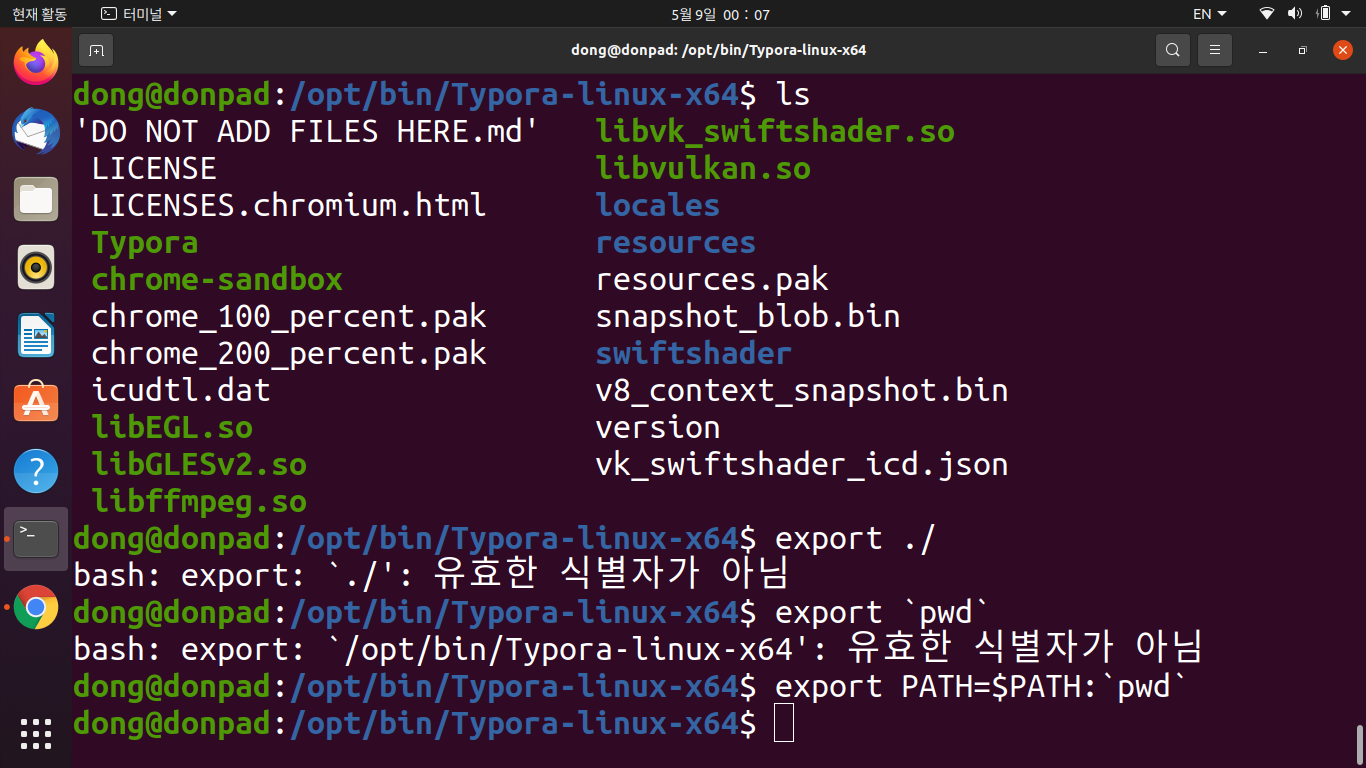 현재 활동 터미널 5월 9일 00 : 07 EN
dong@donpad: /opt/bin/Typora-linux-x64
dong@donpad:/opt/bin/Typora-linux-x64$ ls
'DO NOT ADD FILES HERE.md' libvk_swiftshader.so
LICENSE libvulkan.so
LICENSES.chromium.html locales
Typora resources
chrome-sandbox resources.pak
chrome_100_percent.pak snapshot_blob.bin
chrome_200_percent.pak swiftshader
icudtl.dat v8_context_snapshot.bin
libEGL.so version
libGLESv2.so vk_swiftshader_icd.json
libffmpeg.so
dong@donpad:/opt/bin/Typora-linux-x64$ export ./
bash: export: `./': 유효한 식별자가 아님
dong@donpad:/opt/bin/Typora-linux-x64$ export `pwd`
bash: export: `/opt/bin/Typora-linux-x64': 유효한 식별자가 아님
dong@donpad:/opt/bin/Typora-linux-x64$ export PATH=$PATH:`pwd`
dong@donpad:/opt/bin/Typora-linux-x64$